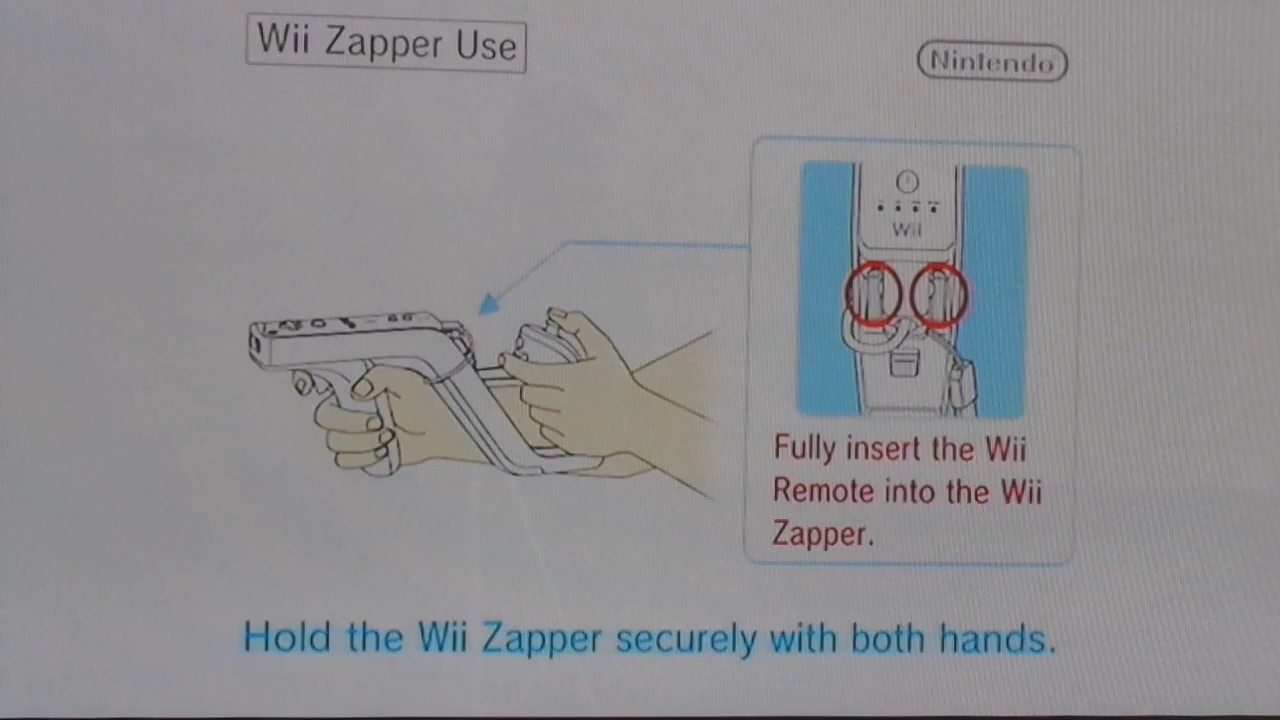 Wii Zapper Use
Nintendo
Wii
Fully insert the Wii
Remote into the Wii
Zapper.
Hold the Wii Zapper securely with both hands.